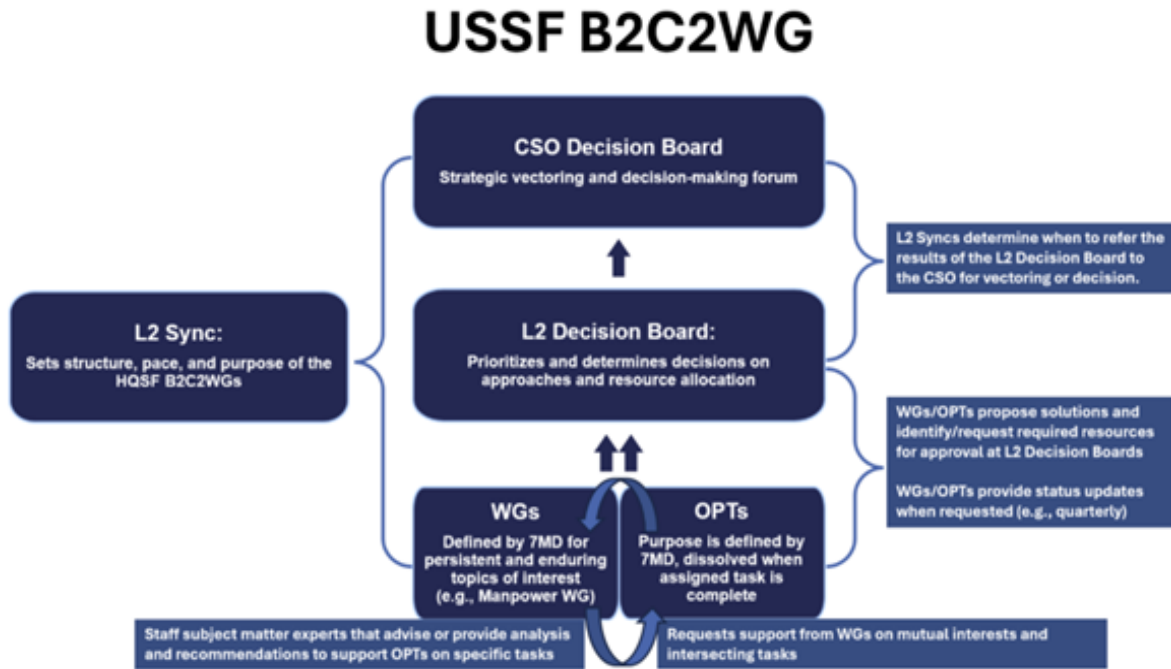 USSF B2C2WG
CSO Decision Board
Strategic vectoring and decision-making forum
L2 Syncs determine when to refer the
results of the L2 Decision Board to
the CSO for vectoring or decision.
L2 Sync:
Sets structure, pace, and purpose of the
HQSF B2C2WGs
L2 Decision Board:
Prioritizes and determines decisions on
approaches and resource allocation
WGs/OPTs propose solutions and
identify/request required resources
for approval at L2 Decision Boards
WGs/OPTs provide status updates
when requested (e.g., quarterly)
WGs
Defined by 7MD for
persistent and enduring
topics of interest
(e.g., Manpower WG)
OPTs
Purpose is defined by
7MD, dissolved when
assigned task is
complete
Staff subject matter experts that advise or provide analysis
and recommendations to support OPTs on specific tasks
Requests support from WGs on mutual interests and
intersecting tasks